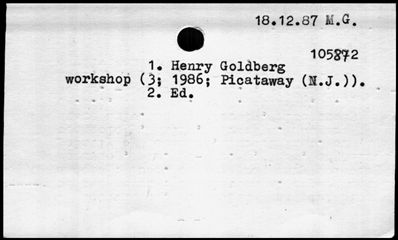 18.12.87 M.G.
105872
1. Henry Goldberg
workshop (3; 1986; Picataway (N.J.)).
2. Ed.